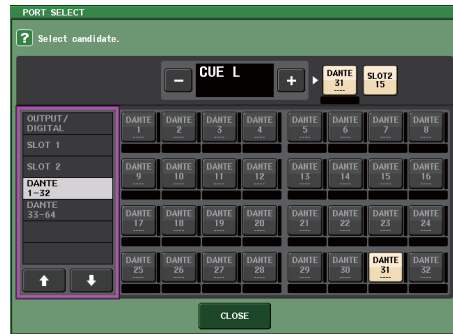 PORT SELECT
? Select candidate.
− CUE L + DANTE 31 ---- SLOT2 15
OUTPUT/
DIGITAL
SLOT 1
SLOT 2
DANTE
1-32
DANTE
33-64
DANTE 1 ---- DANTE 2 ---- DANTE 3 ---- DANTE 4 ---- DANTE 5 ---- DANTE 6 ---- DANTE 7 ---- DANTE 8 ----
DANTE 9 ---- DANTE 10 ---- DANTE 11 ---- DANTE 12 ---- DANTE 13 ---- DANTE 14 ---- DANTE 15 ---- DANTE 16 ----
DANTE 17 ---- DANTE 18 ---- DANTE 19 ---- DANTE 20 ---- DANTE 21 ---- DANTE 22 ---- DANTE 23 ---- DANTE 24 ----
DANTE 25 ---- DANTE 26 ---- DANTE 27 ---- DANTE 28 ---- DANTE 29 ---- DANTE 30 ---- DANTE 31 ---- DANTE 32 ----
CLOSE